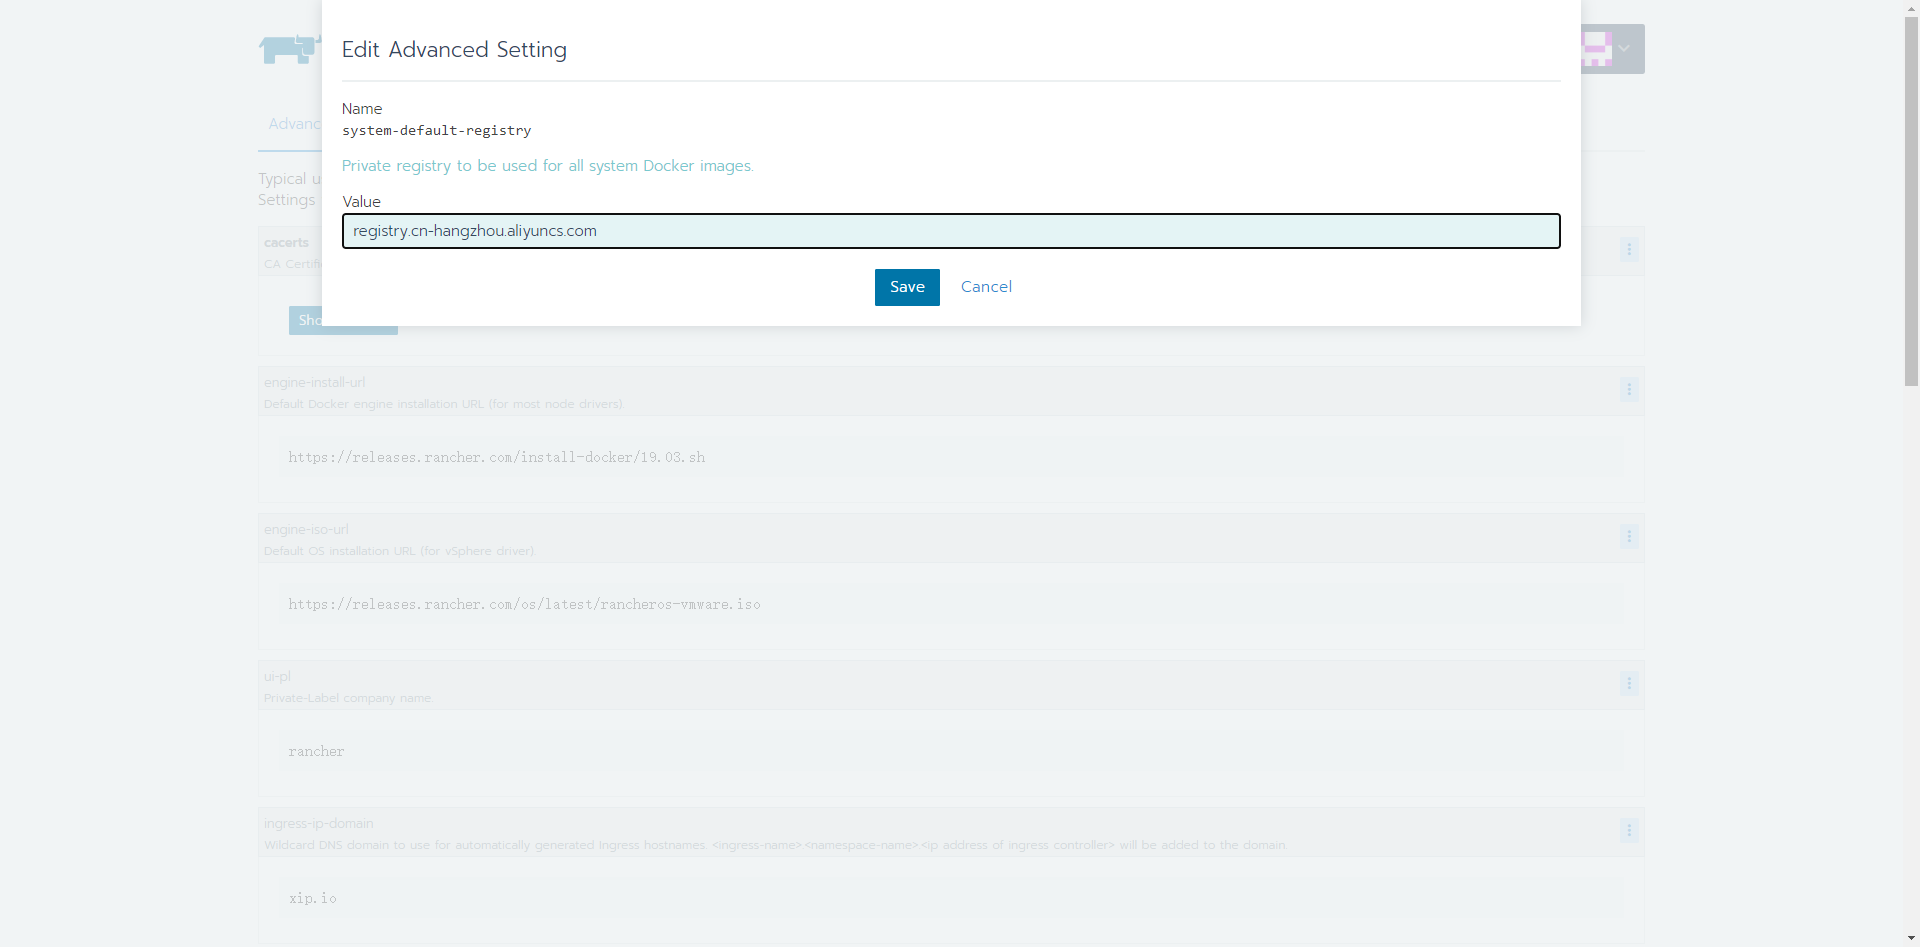 Edit Advanced Setting
Name
system-default-registry
Private registry to be used for all system Docker images.
Value
registry.cn-hangzhou.aliyuncs.com
Save Cancel
Advanc
Typical u
Settings
cacerts
CA Certifi
Sho
engine-install-url
Default Docker engine installation URL (for most node drivers).
https://releases.rancher.com/install-docker/19.03.sh
engine-iso-url
Default OS installation URL (for vSphere driver).
https://releases.rancher.com/os/latest/rancheros-vmware.iso
ui-pl
Private-Label company name.
rancher
ingress-ip-domain
Wildcard DNS domain to use for automatically generated Ingress hostnames. <ingress-name>.<namespace-name>.<ip address of ingress controller> will be added to the domain.
xip.io